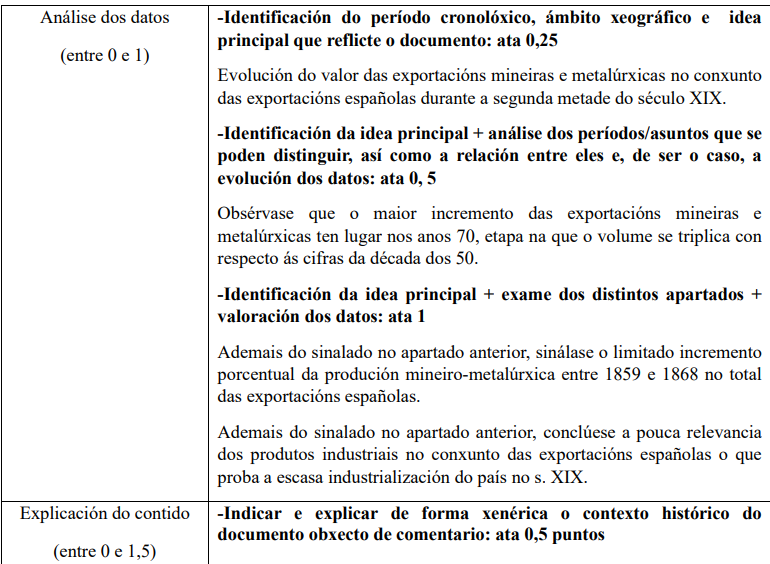 Análise dos datos
(entre 0 e 1)
-Identificación do período cronolóxico, ámbito xeográfico e idea
principal que reflicte o documento: ata 0,25
Evolución do valor das exportacións mineiras e metalúrxicas no conxunto
das exportacións españolas durante a segunda metade do século XIX.
-Identificación da idea principal + análise dos períodos/asuntos que se
poden distinguir, así como a relación entre eles e, de ser o caso, a
evolución dos datos: ata 0, 5
Obsérvase que o maior incremento das exportacións mineiras e
metalúrxicas ten lugar nos anos 70, etapa na que o volume se triplica con
respecto ás cifras da década dos 50.
-Identificación da idea principal + exame dos distintos apartados +
valoración dos datos: ata 1
Ademais do sinalado no apartado anterior, sinálase o limitado incremento
porcentual da produción mineiro-metalúrxica entre 1859 e 1868 no total
das exportacións españolas.
Ademais do sinalado no apartado anterior, conclúese a pouca relevancia
dos produtos industriais no conxunto das exportacións españolas o que
proba a escasa industrialización do país no s. XIX.
Explicación do contido
(entre 0 e 1,5)
-Indicar e explicar de forma xenérica o contexto histórico do
documento obxecto de comentario: ata 0,5 puntos